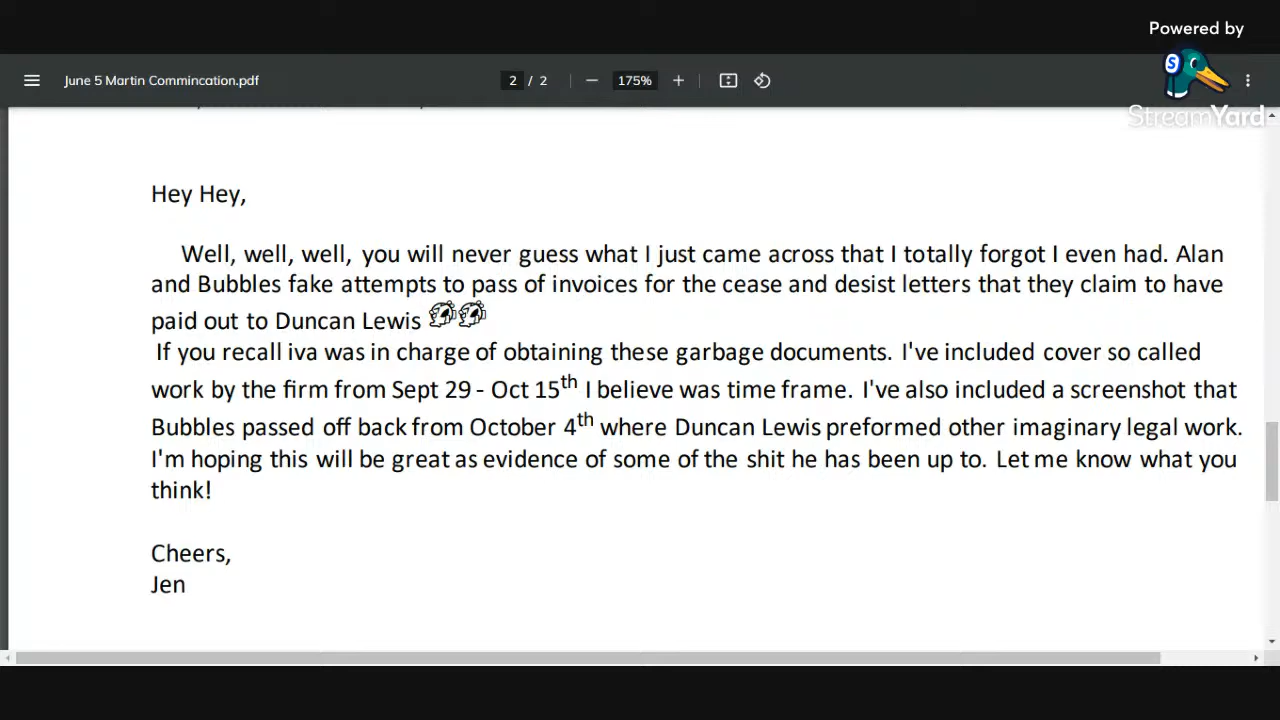 Powered by
StreamYard
June 5 Martin Commincation.pdf
2 / 2
175%
Hey Hey,
Well, well, well, you will never guess what I just came across that I totally forgot I even had. Alan
and Bubbles fake attempts to pass of invoices for the cease and desist letters that they claim to have
paid out to Duncan Lewis
If you recall iva was in charge of obtaining these garbage documents. I've included cover so called
work by the firm from Sept 29 - Oct 15th I believe was time frame. I've also included a screenshot that
Bubbles passed off back from October 4th where Duncan Lewis preformed other imaginary legal work.
I'm hoping this will be great as evidence of some of the shit he has been up to. Let me know what you
think!
Cheers,
Jen